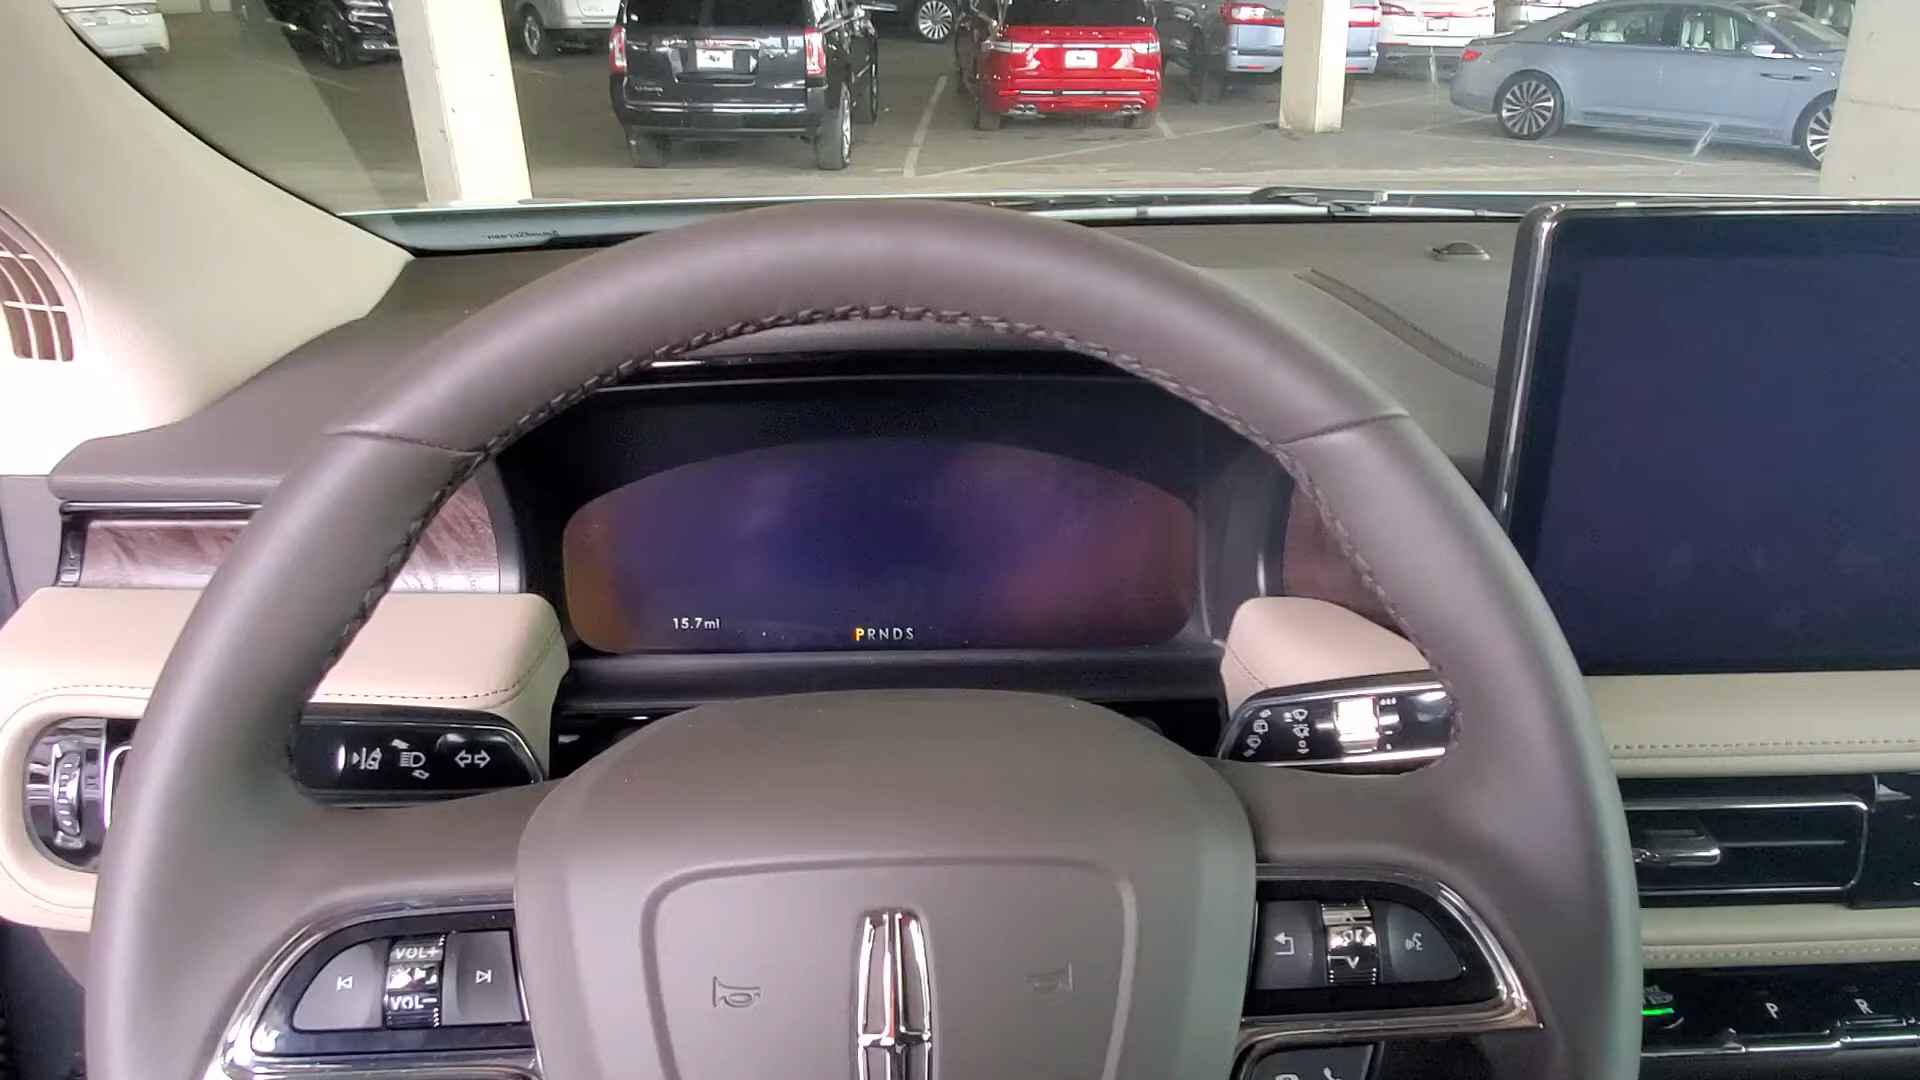 15.7mi
PRNDS
VOL+
VOL-
P
R